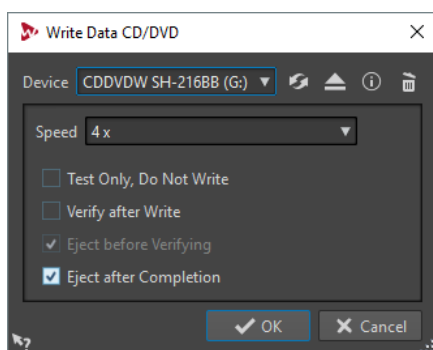 Write Data CD/DVD
Device CDDVDW SH-216BB (G:)
Speed 4 x
Test Only, Do Not Write
Verify after Write
Eject before Verifying
Eject after Completion
OK Cancel